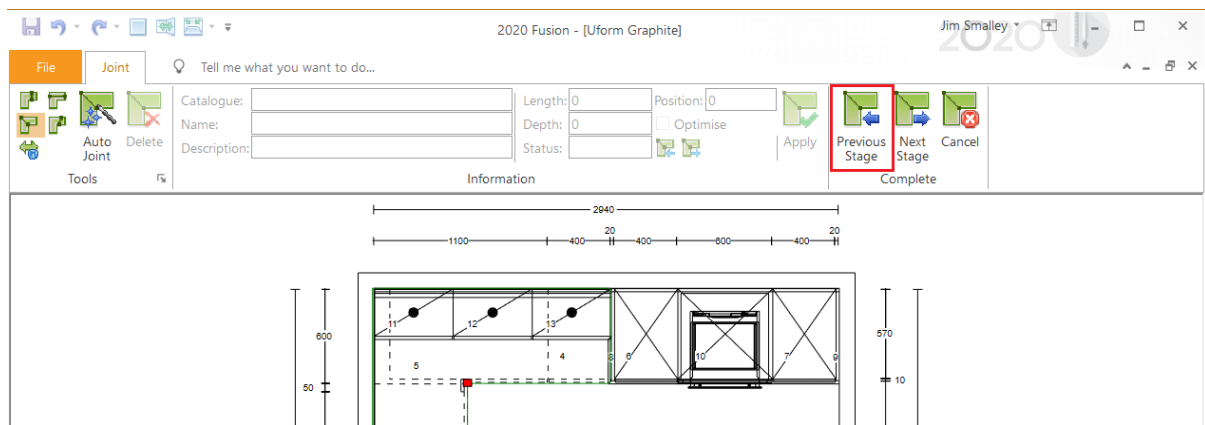 2020 Fusion - [Uform Graphite]
Jim Smalley
2020
File
Joint
Tell me what you want to do...
Auto
Joint
Delete
Tools
Catalogue:
Name:
Description:
Length: 0
Depth: 0
Status:
Position: 0
Optimise
Apply
Information
Previous
Stage
Next
Stage
Cancel
Complete
2940
1100 400 20 400 600 400 20
600
50
570
10
11 12 13
5 4 8 6 10 7 9